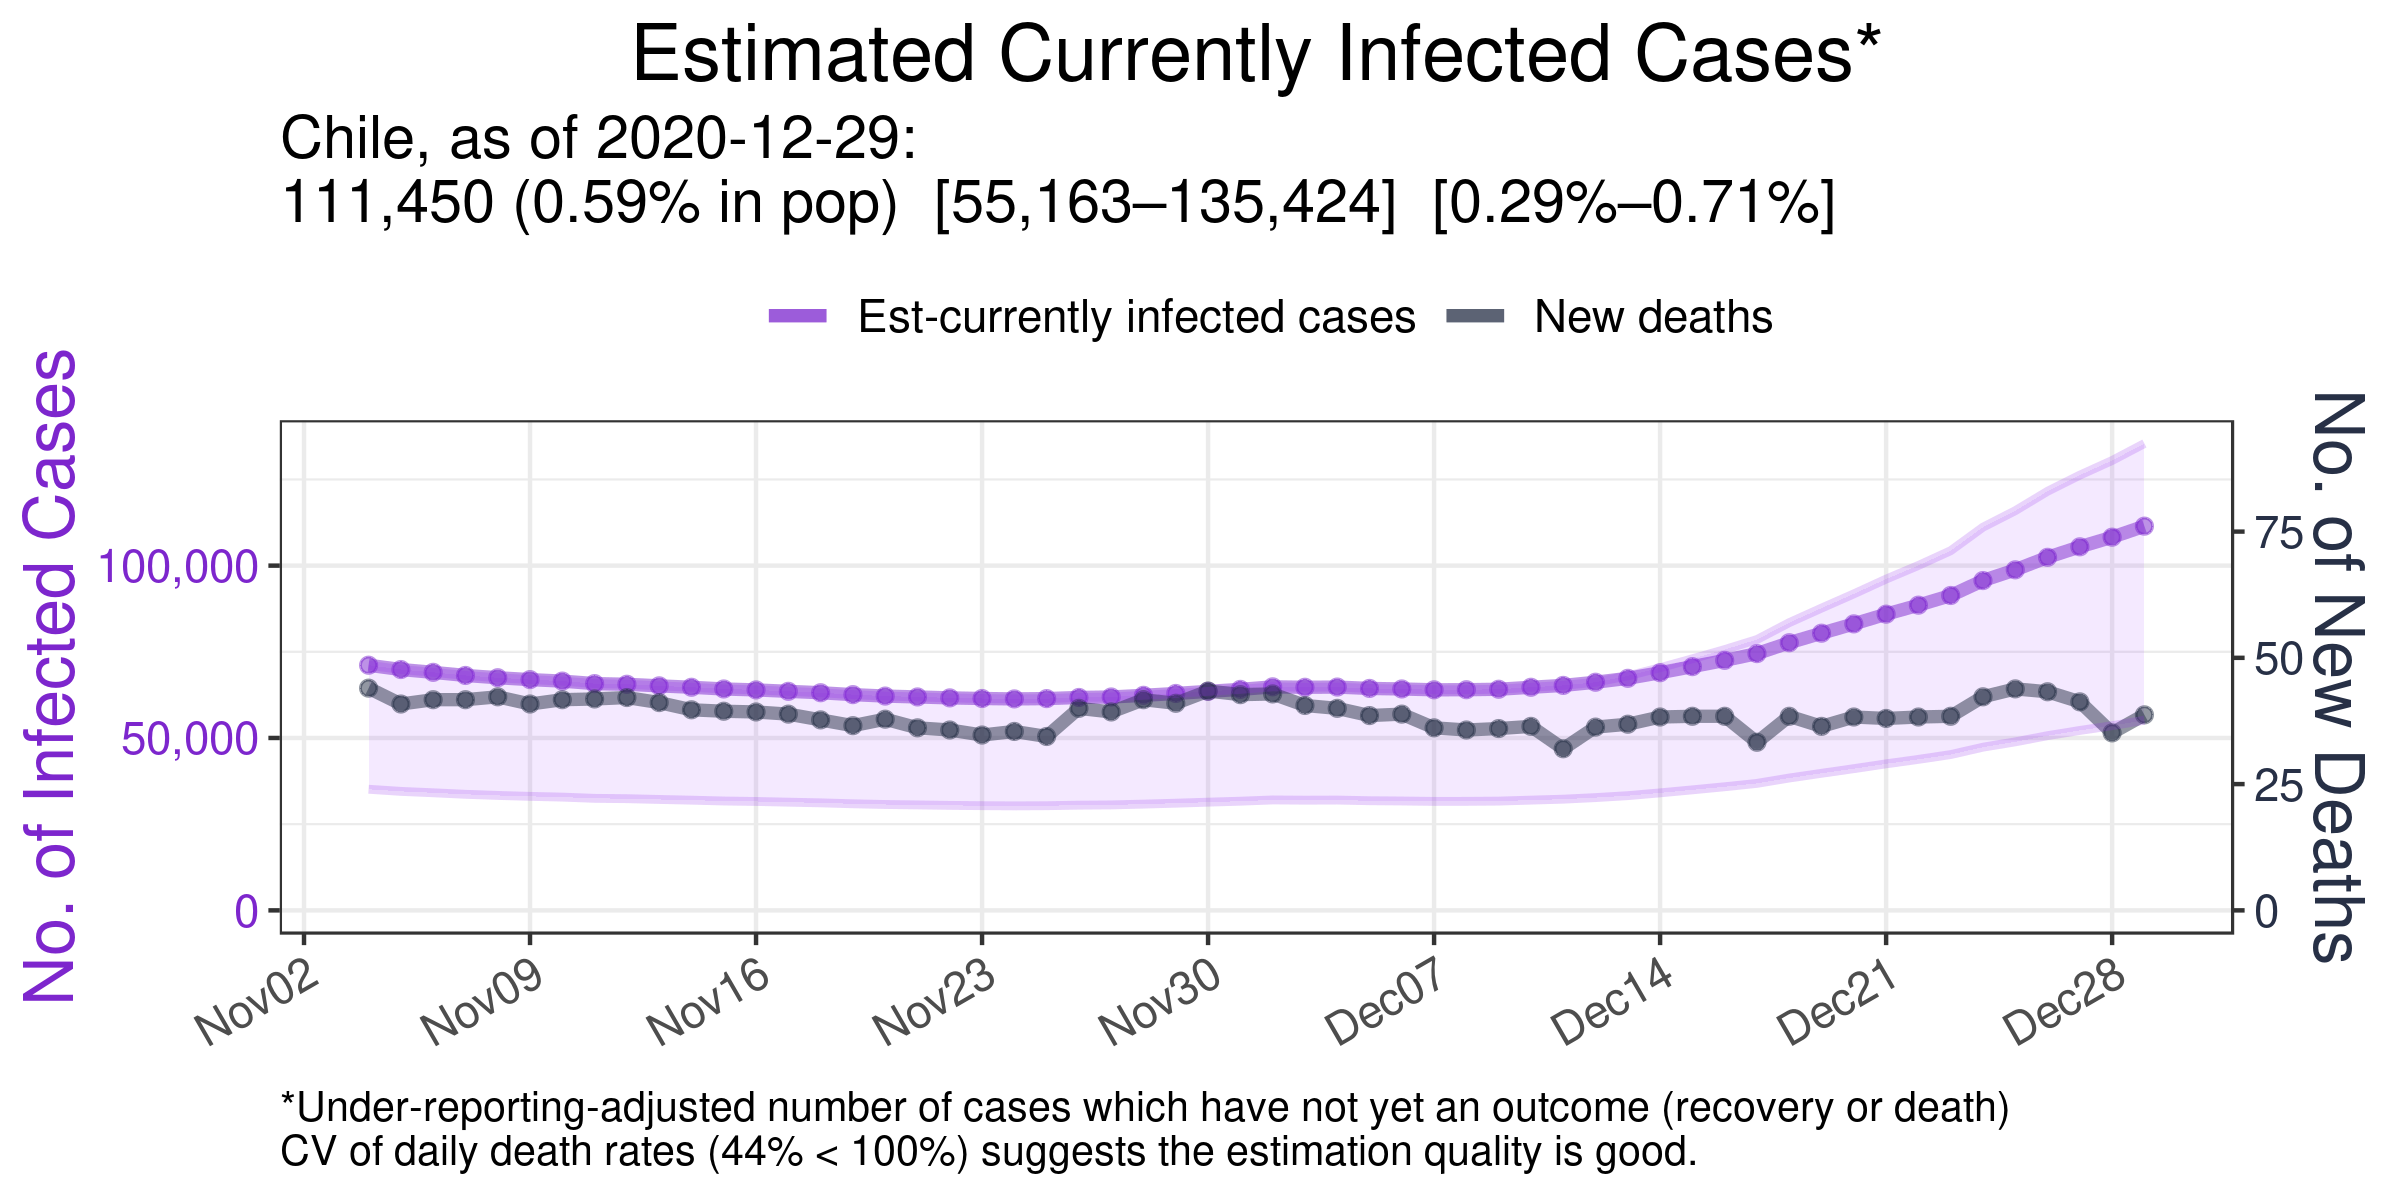 Estimated Currently Infected Cases*
Chile, as of 2020-12-29:
111,450 (0.59% in pop)  [55,163–135,424]  [0.29%–0.71%]
Est-currently infected cases
New deaths
No. of Infected Cases
100,000
50,000
0
75
50
25
0
No. of New Deaths
Nov02
Nov09
Nov16
Nov23
Nov30
Dec07
Dec14
Dec21
Dec28
*Under-reporting-adjusted number of cases which have not yet an outcome (recovery or death)
CV of daily death rates (44% < 100%) suggests the estimation quality is good.